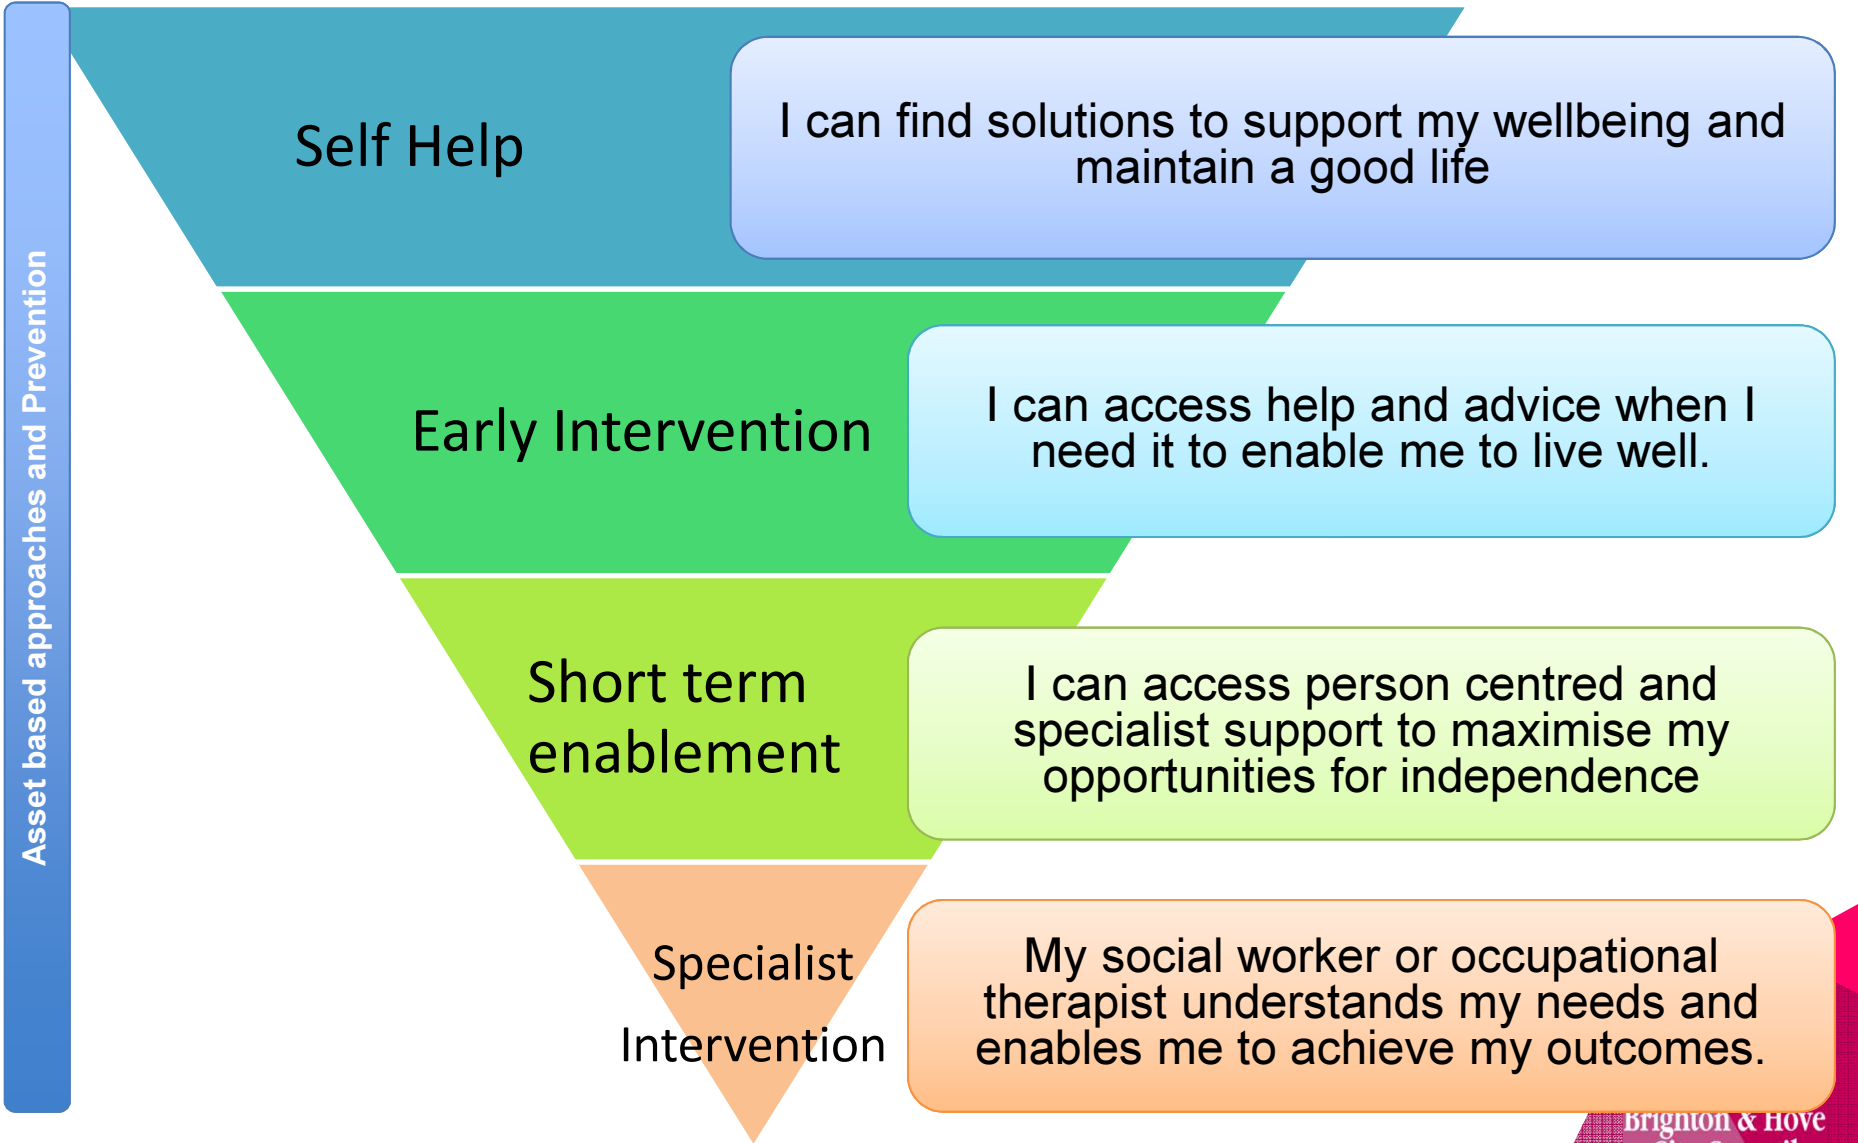 Asset based approaches and Prevention
Self Help
I can find solutions to support my wellbeing and
maintain a good life
Early Intervention
I can access help and advice when I
need it to enable me to live well.
Short term
enablement
I can access person centred and
specialist support to maximise my
opportunities for independence
Specialist
Intervention
My social worker or occupational
therapist understands my needs and
enables me to achieve my outcomes.
Brighton & Hove